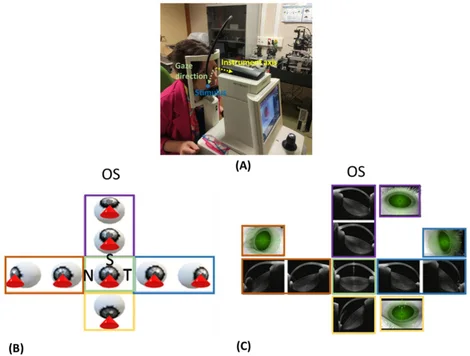 Instrument axis
Gaze
direction
Stimulus
(A)
OS
OS
S
N T
(B)
(C)